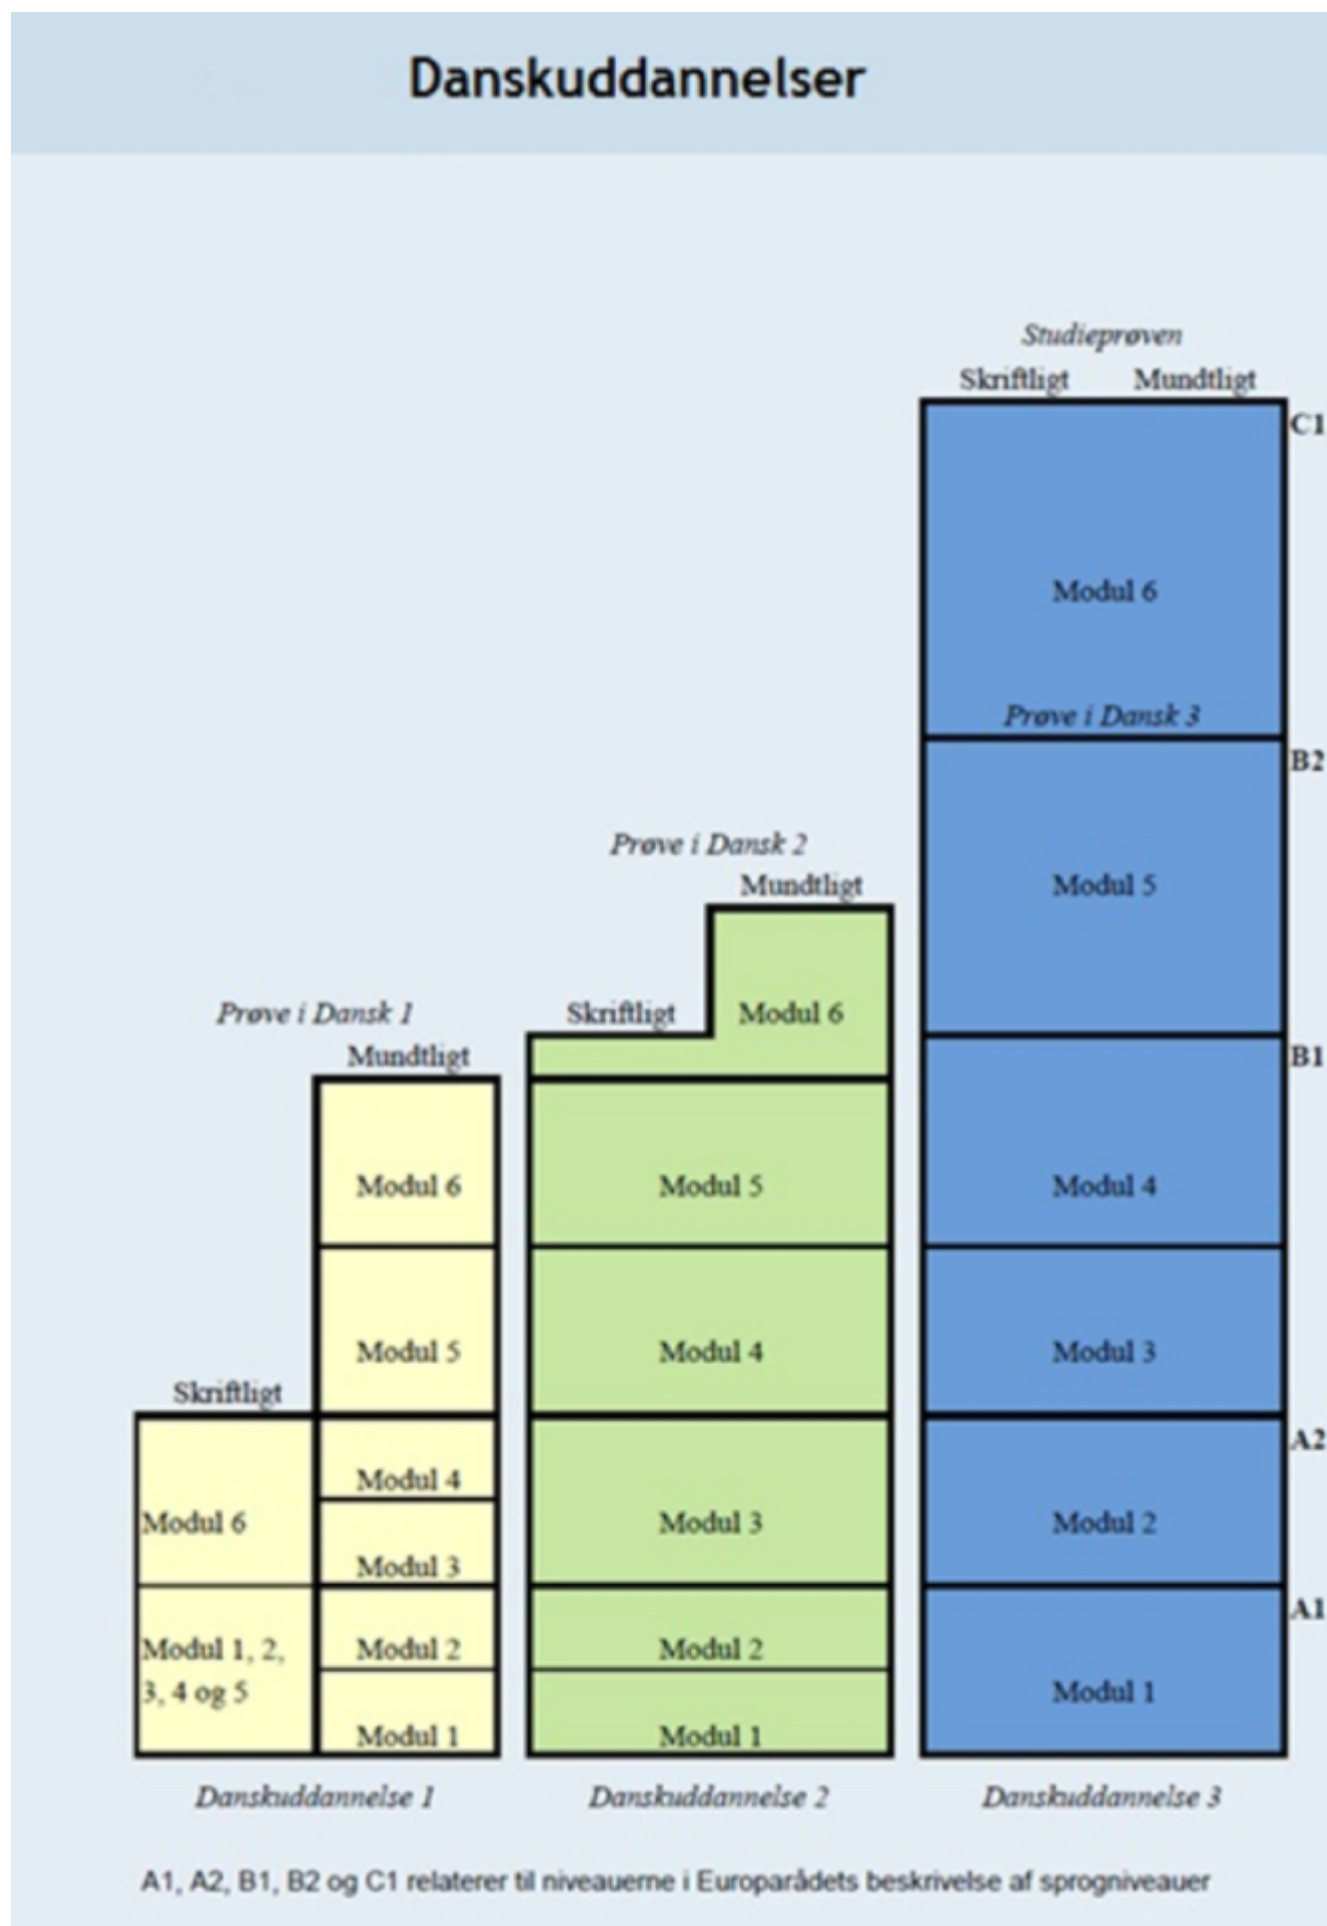 Danskuddannelser
Studieprøven
Skriftligt Mundtligt
C1
Modul 6
Prøve i Dansk 3
B2
Prøve i Dansk 2
Mundtligt
Modul 5
Prøve i Dansk 1
Skriftligt
Modul 6
Mundtligt
B1
Modul 6
Modul 5
Modul 4
Modul 5
Modul 4
Modul 3
Skriftligt
A2
Modul 4
Modul 6
Modul 3
Modul 2
Modul 3
A1
Modul 1, 2,
3, 4 og 5
Modul 2
Modul 2
Modul 1
Modul 1
Modul 1
Danskuddannelse 1
Danskuddannelse 2
Danskuddannelse 3
A1, A2, B1, B2 og C1 relaterer til niveauerne i Europarådets beskrivelse af sprogniveauer